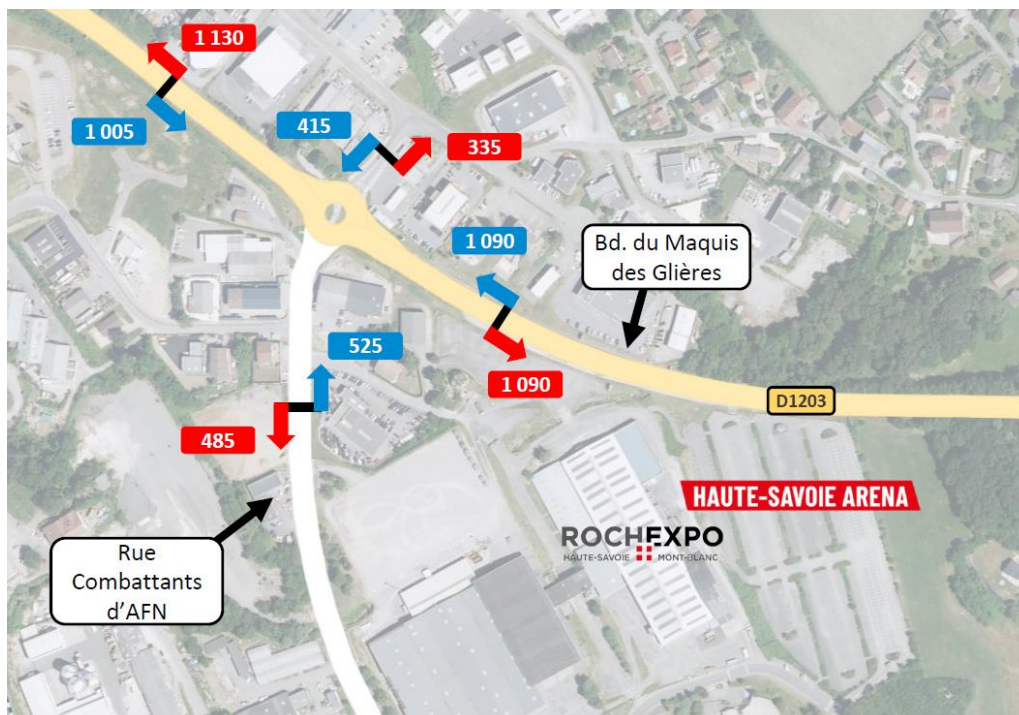 1 130
1 005
415
335
1 090
Bd. du Maquis
des Glières
525
1 090
D1203
485
HAUTE-SAVOIE ARENA
ROCHEXPO
HAUTE-SAVOIE MONT-BLANC
Rue
Combattants
d'AFN